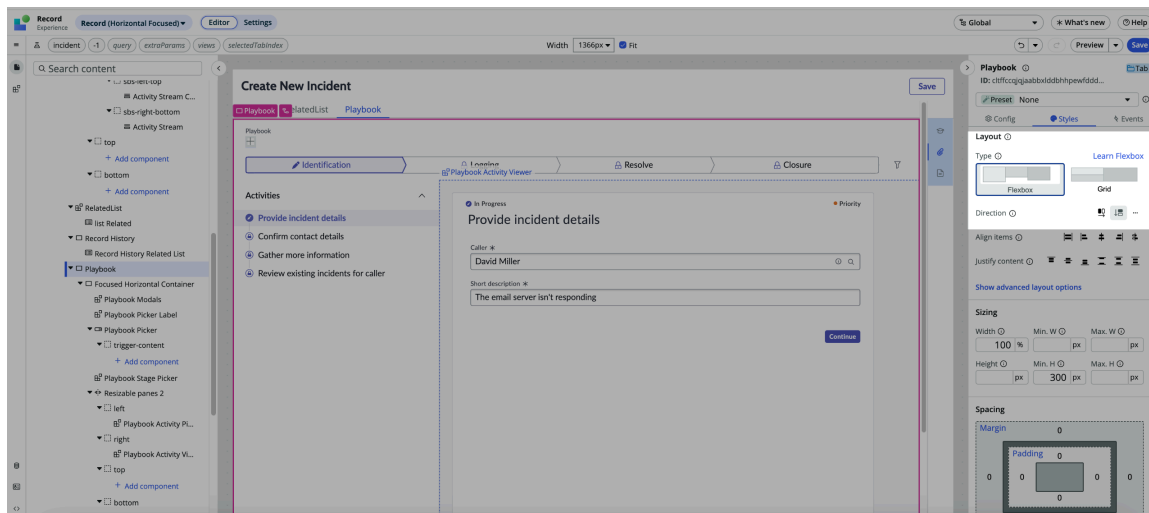 Record
Experience
Record (Horizontal Focused)
Editor
Settings
Global
What's new
Help
incident
-1
query
extraParams
views
selectedTabIndex
Width
1366px
Fit
Preview
Save
Search content
sbs-left-top
Activity Stream C...
sbs-right-bottom
Activity Stream
top
+ Add component
bottom
+ Add component
RelatedList
list Related
Record History
Record History Related List
Playbook
Focused Horizontal Container
Playbook Modals
Playbook Picker Label
Playbook Picker
trigger-content
+ Add component
Playbook Stage Picker
Resizable panes 2
left
Playbook Activity Pi...
right
Playbook Activity Vi...
top
+ Add component
bottom
Create New Incident
Save
Playbook
elatedList
Playbook
Playbook
Identification
Logging
Resolve
Closure
Playbook Activity Viewer
Activities
Provide incident details
Confirm contact details
Gather more information
Review existing incidents for caller
In Progress
Priority
Provide incident details
Caller *
David Miller
Short description *
The email server isn't responding
Continue
Playbook
Tab
Preset None
Config
Styles
Events
Layout
Type
Learn Flexbox
Flexbox
Grid
Direction
Align items
Justify content
Show advanced layout options
Sizing
Width
Min. W
Max. W
100 %
px
px
Height
Min. H
Max. H
px
300 px
px
Spacing
Margin
0
Padding
0
0
0
0
0
0